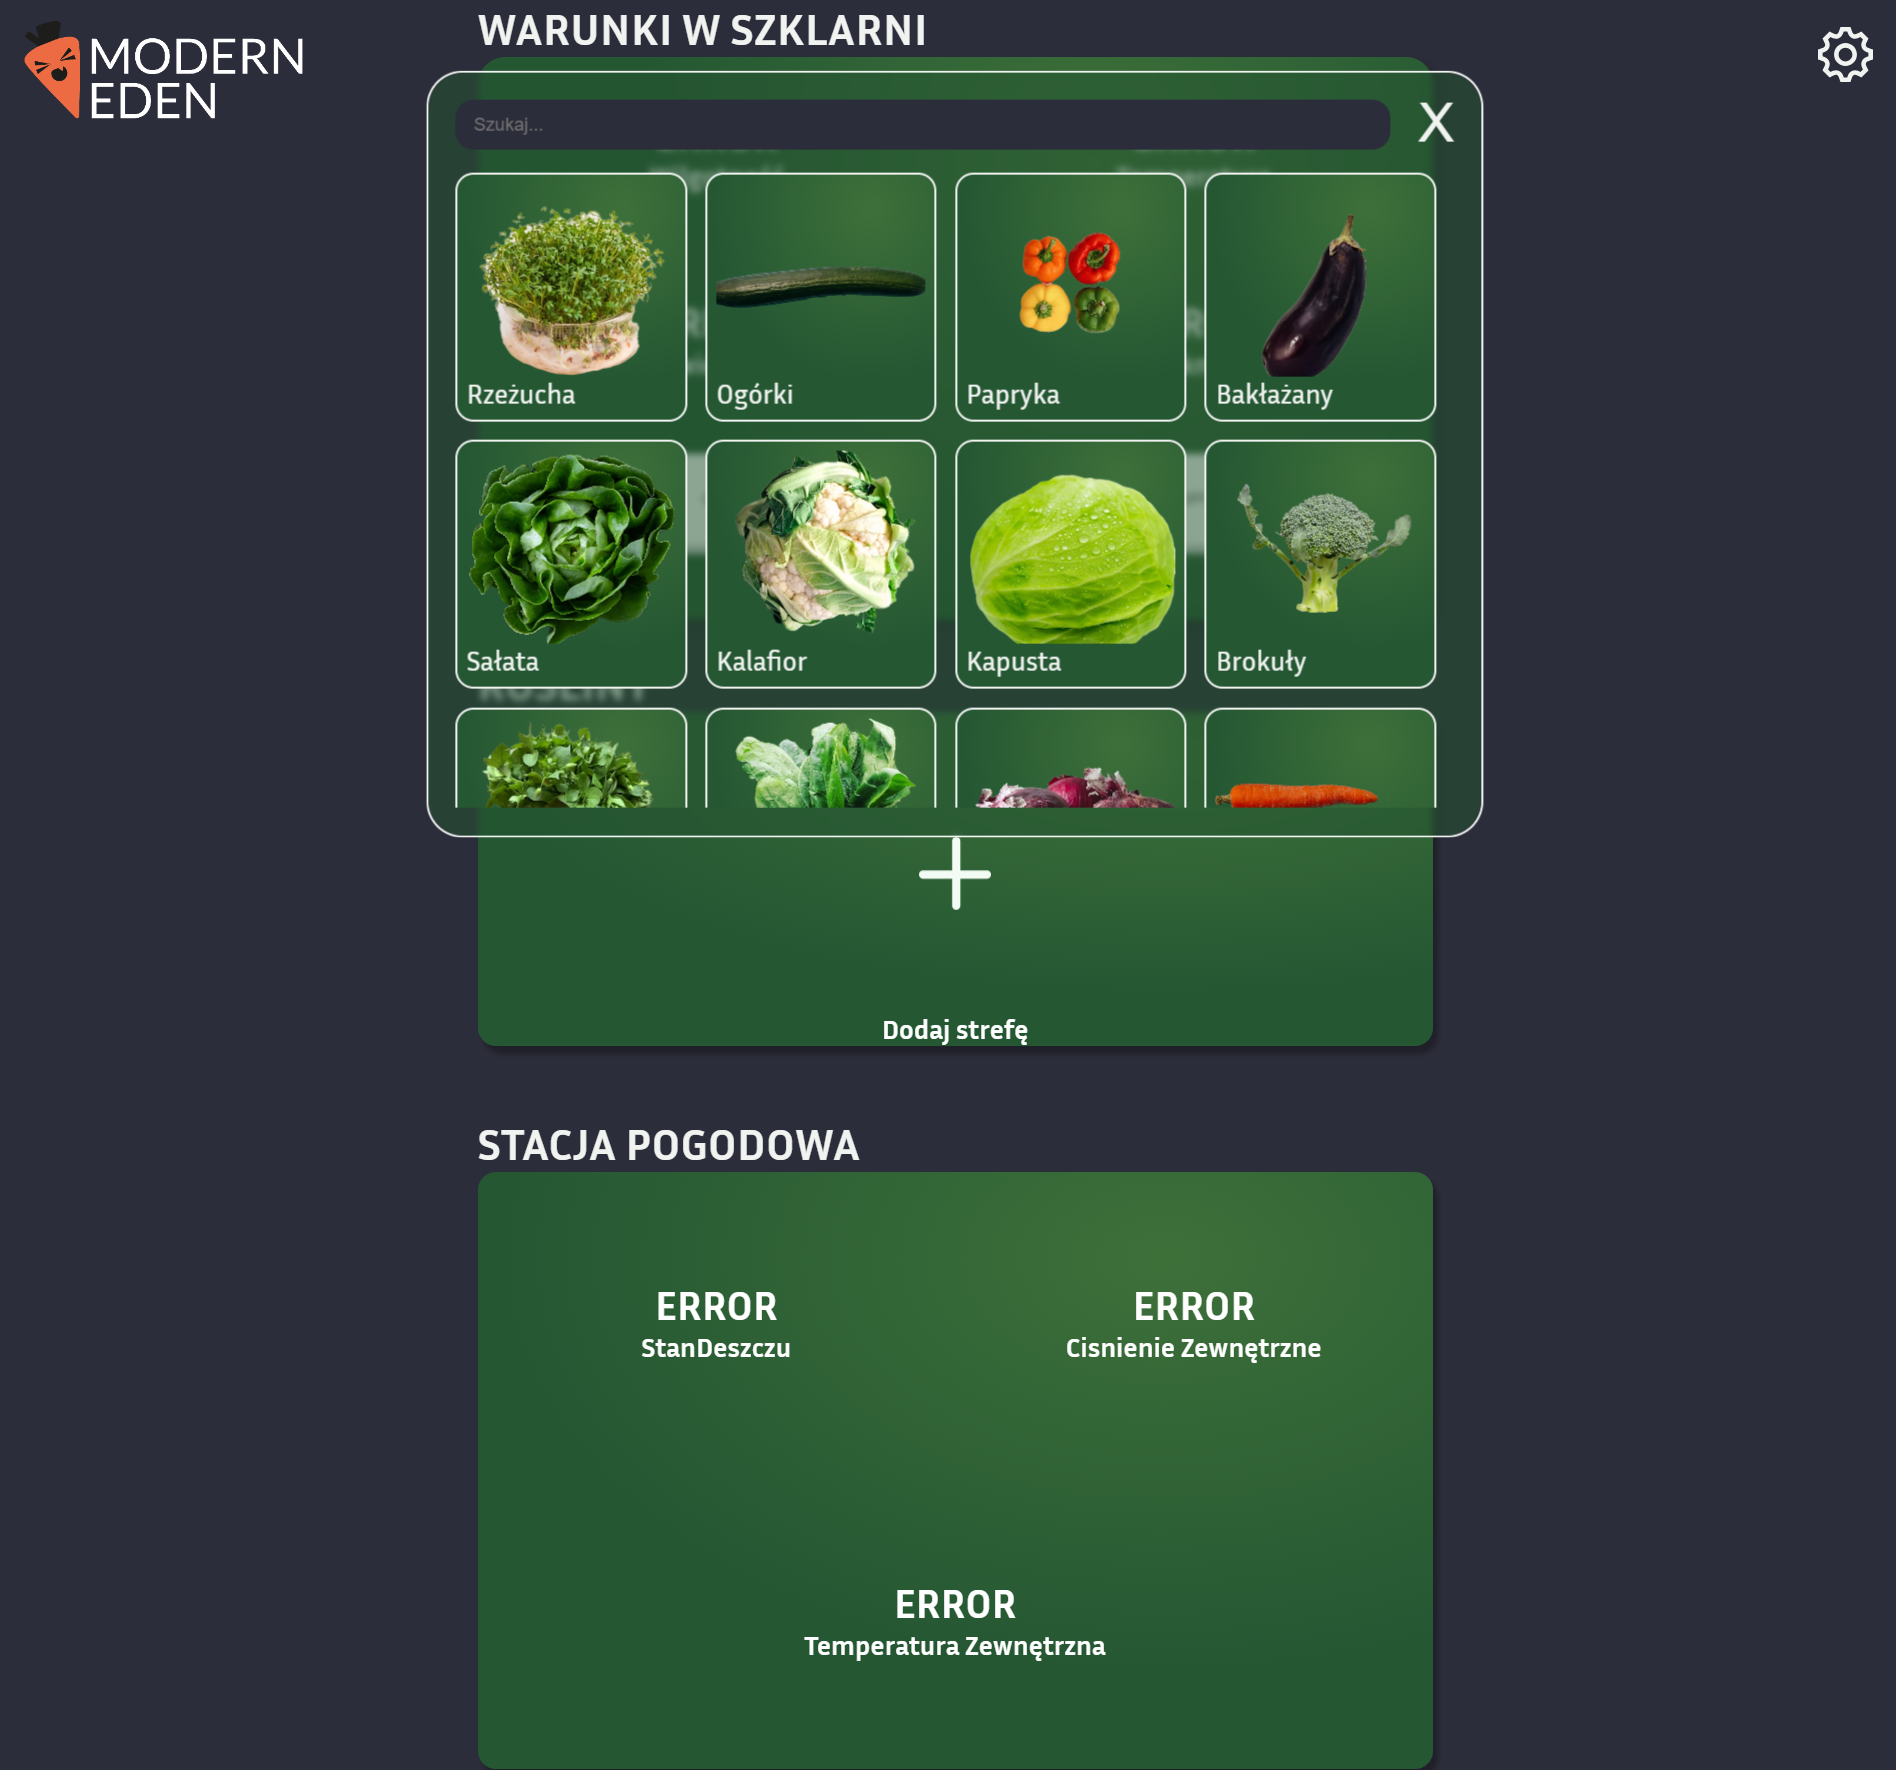 WARUNKI W SZKLARNI
MODERN
EDEN
Szukaj...
X
Rzeżucha
Ogórki
Papryka
Bakłażany
Sałata
Kalafior
Kapusta
Brokuły
ROŚLINY
Dodaj strefę
STACJA POGODOWA
ERROR
StanDeszczu
ERROR
Cisnienie Zewnętrzne
ERROR
Temperatura Zewnętrzna